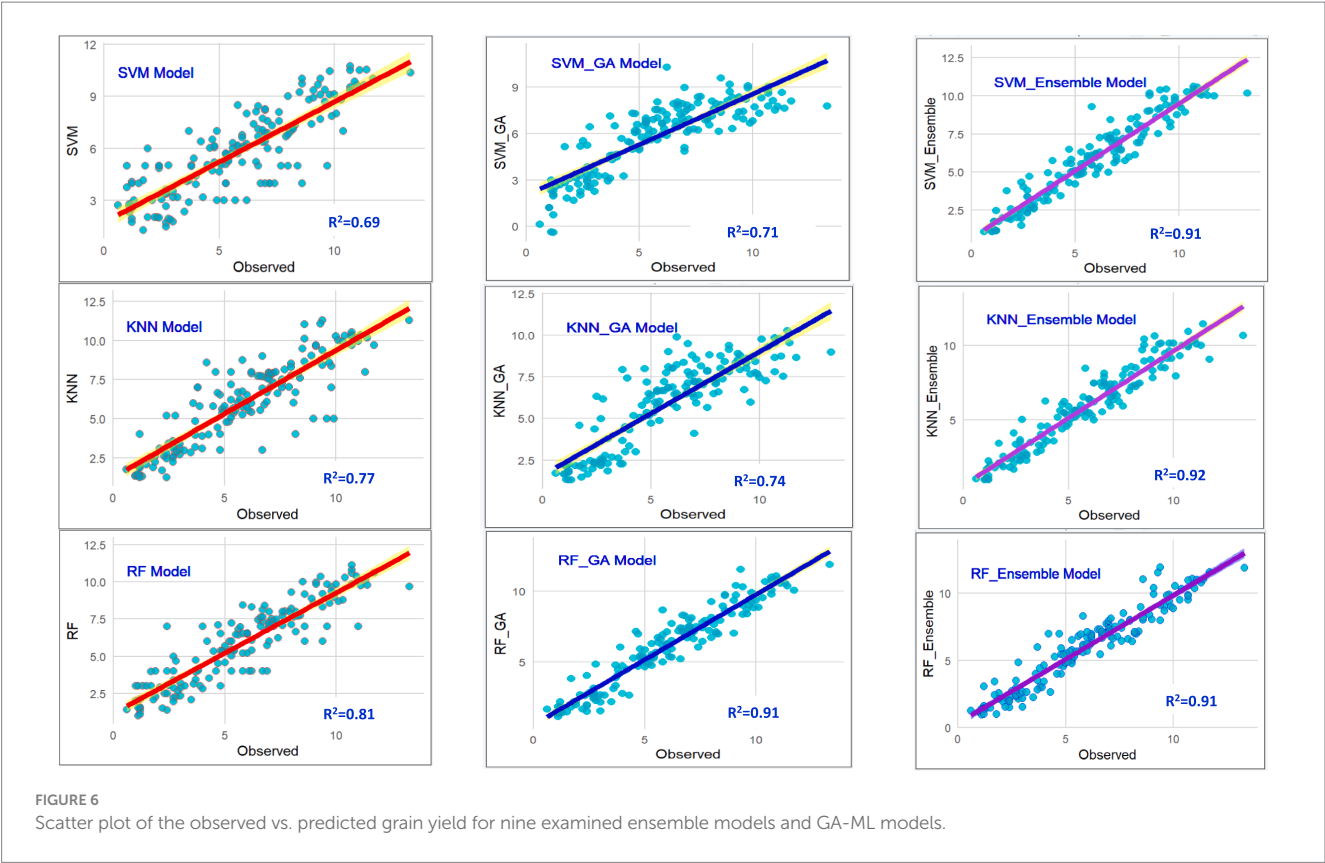 12
9
6
3
0
5
10
SVM
Observed
SVM Model
R²=0.69
9
6
3
0
0
5
10
SVM_GA
Observed
SVM_GA Model
R²=0.71
12.5
10.0
7.5
5.0
2.5
0
5
10
SVM_Ensemble
Observed
SVM_Ensemble Model
R²=0.91
12.5
10.0
7.5
5.0
2.5
0
5
10
KNN
Observed
KNN Model
R²=0.77
12.5
10.0
7.5
5.0
2.5
0
5
10
KNN_GA
Observed
KNN_GA Model
R²=0.74
10
5
0
5
10
KNN_Ensemble
Observed
KNN_Ensemble Model
R²=0.92
12.5
10.0
7.5
5.0
2.5
0
5
10
RF
Observed
RF Model
R²=0.81
10
5
0
5
10
RF_GA
Observed
RF_GA Model
R²=0.91
10
5
0
0
5
10
RF_Ensemble
Observed
RF_Ensemble Model
R²=0.91
FIGURE 6
Scatter plot of the observed vs. predicted grain yield for nine examined ensemble models and GA-ML models.